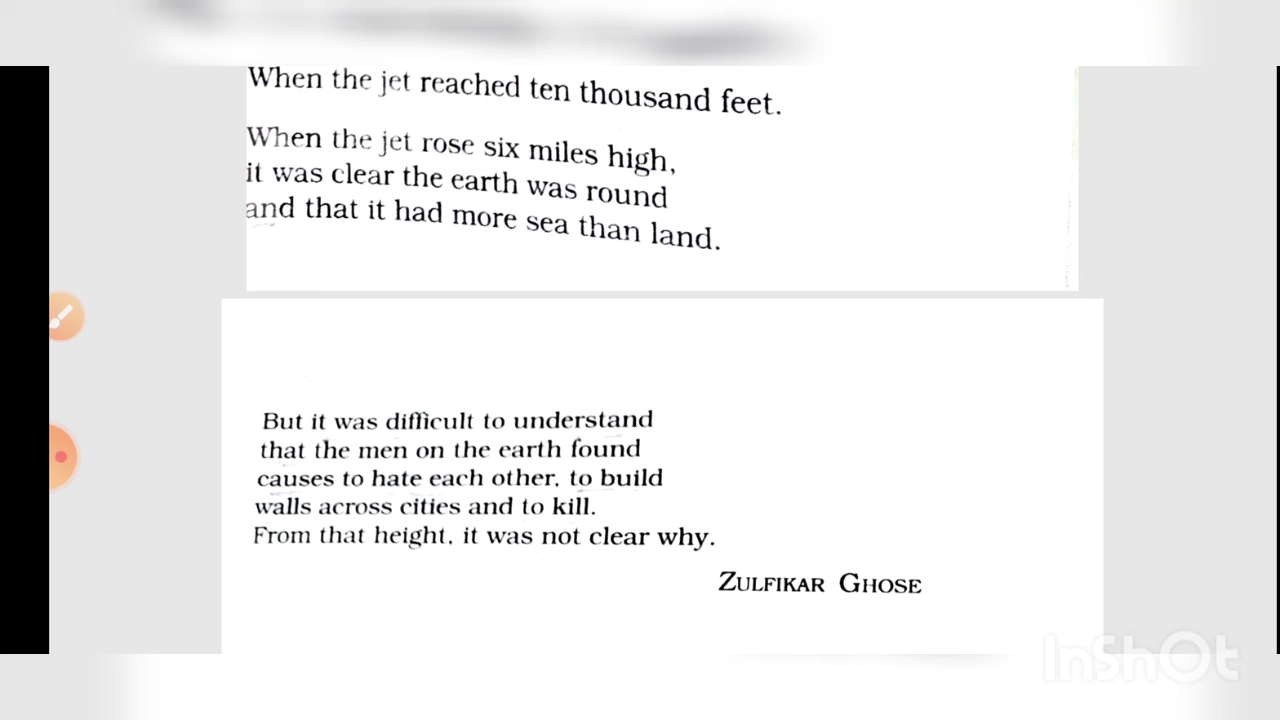 When the jet reached ten thousand feet.
When the jet rose six miles high,
it was clear the earth was round
and that it had more sea than land.
But it was difficult to understand
that the men on the earth found
causes to hate each other, to build
walls across cities and to kill.
From that height, it was not clear why.
ZULFIKAR GHOSE
InShOt